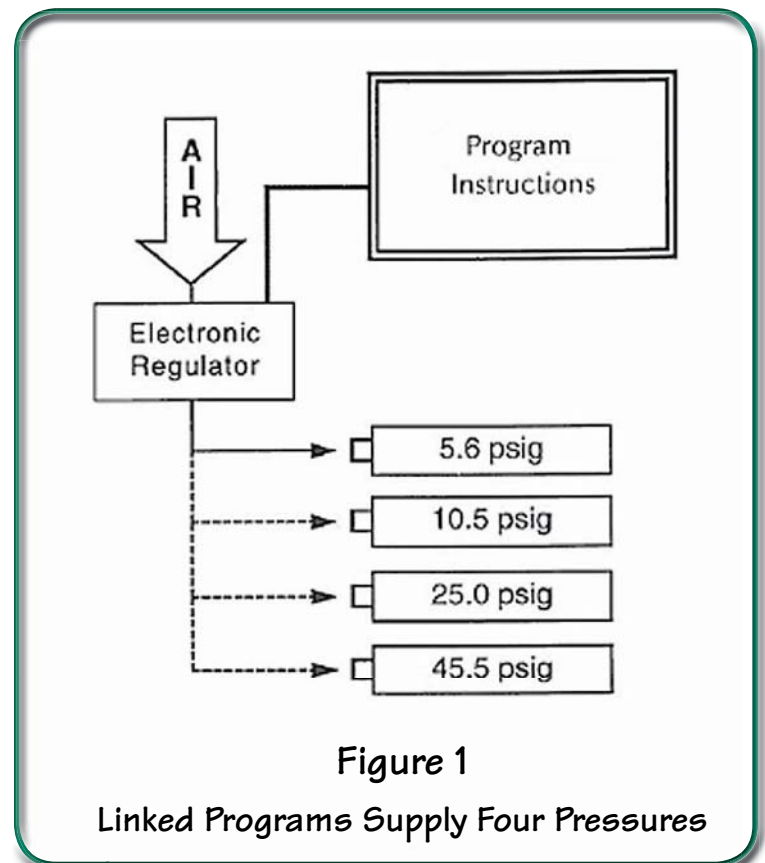 A
I
R
Program
Instructions
Electronic
Regulator
5.6 psig
10.5 psig
25.0 psig
45.5 psig
Figure 1
Linked Programs Supply Four Pressures